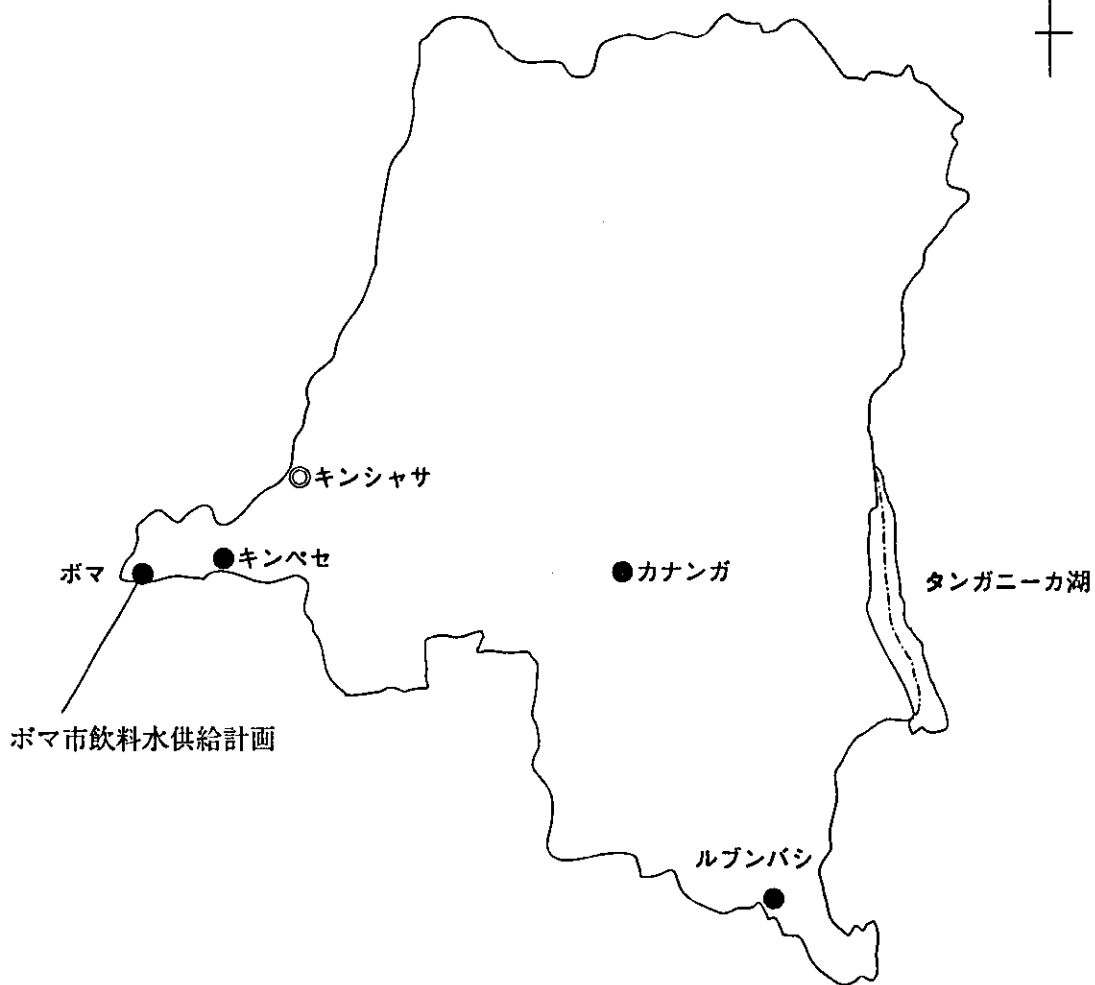 キンシャサ
ボマ
キンペセ
カナンガ
タンガニーカ湖
ボマ市飲料水供給計画
ルブンバシ